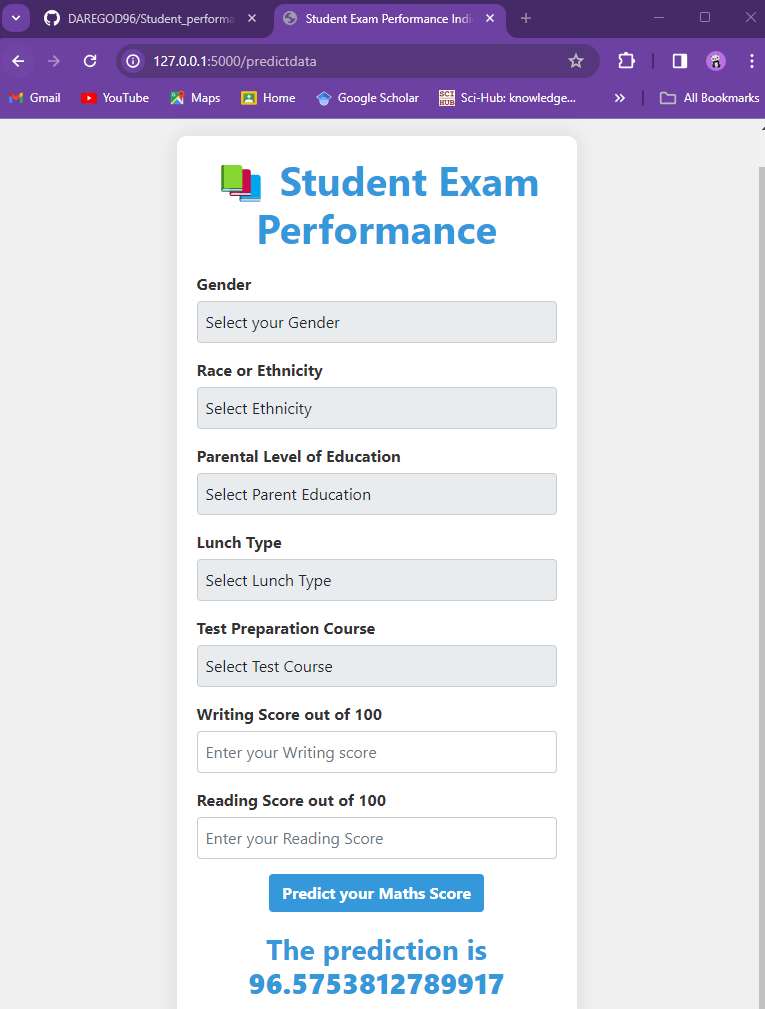 DAREGOD96/Student_performa
Student Exam Performance Indi
127.0.0.1:5000/predictdata
Gmail
YouTube
Maps
Home
Google Scholar
SCI HUB
Sci-Hub: knowledge...
All Bookmarks
Student Exam
Performance
Gender
Select your Gender
Race or Ethnicity
Select Ethnicity
Parental Level of Education
Select Parent Education
Lunch Type
Select Lunch Type
Test Preparation Course
Select Test Course
Writing Score out of 100
Enter your Writing score
Reading Score out of 100
Enter your Reading Score
Predict your Maths Score
The prediction is
96.5753812789917